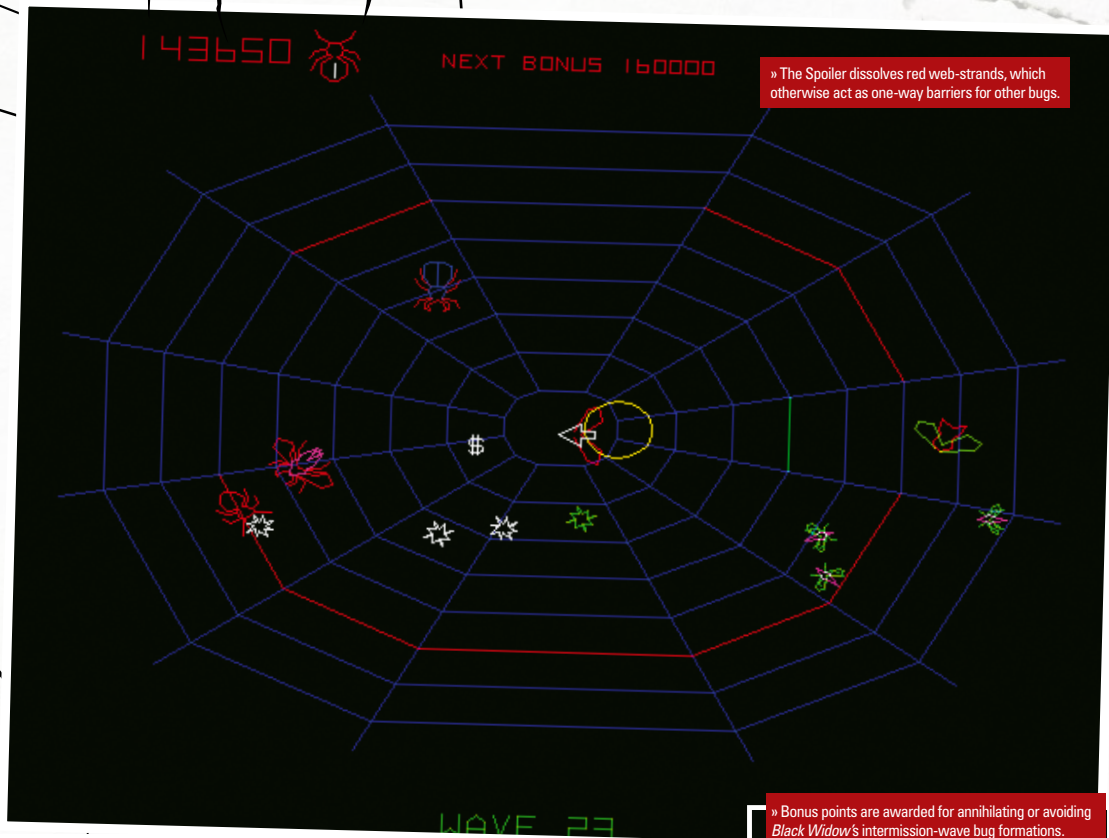 143650
1
NEXT BONUS 160000
» The Spoiler dissolves red web-strands, which
otherwise act as one-way barriers for other bugs.
$
WAVE 23
» Bonus points are awarded for annihilating or avoiding
Black Widow's intermission-wave bug formations.